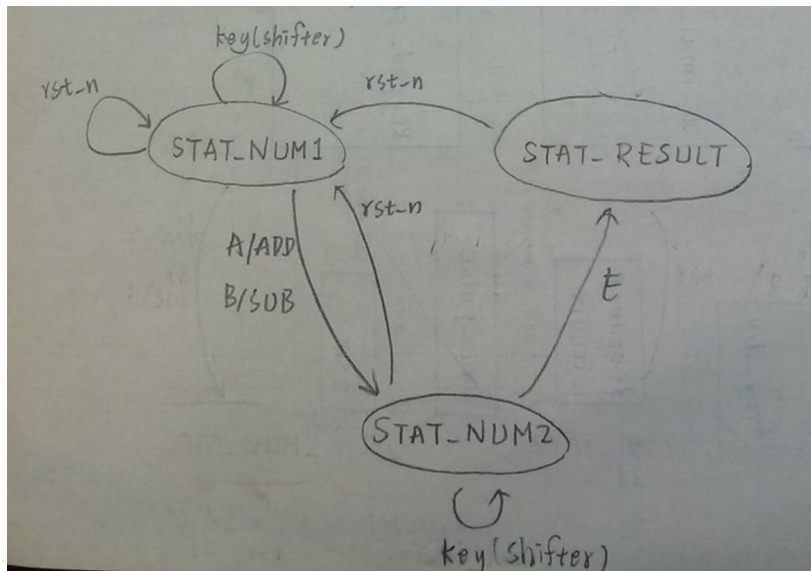 key(shifter)
rst_n
rst_n
STAT_NUM1
STAT_RESULT
rst_n
A/ADD
B/SUB
E
STAT_NUM2
key(shifter)